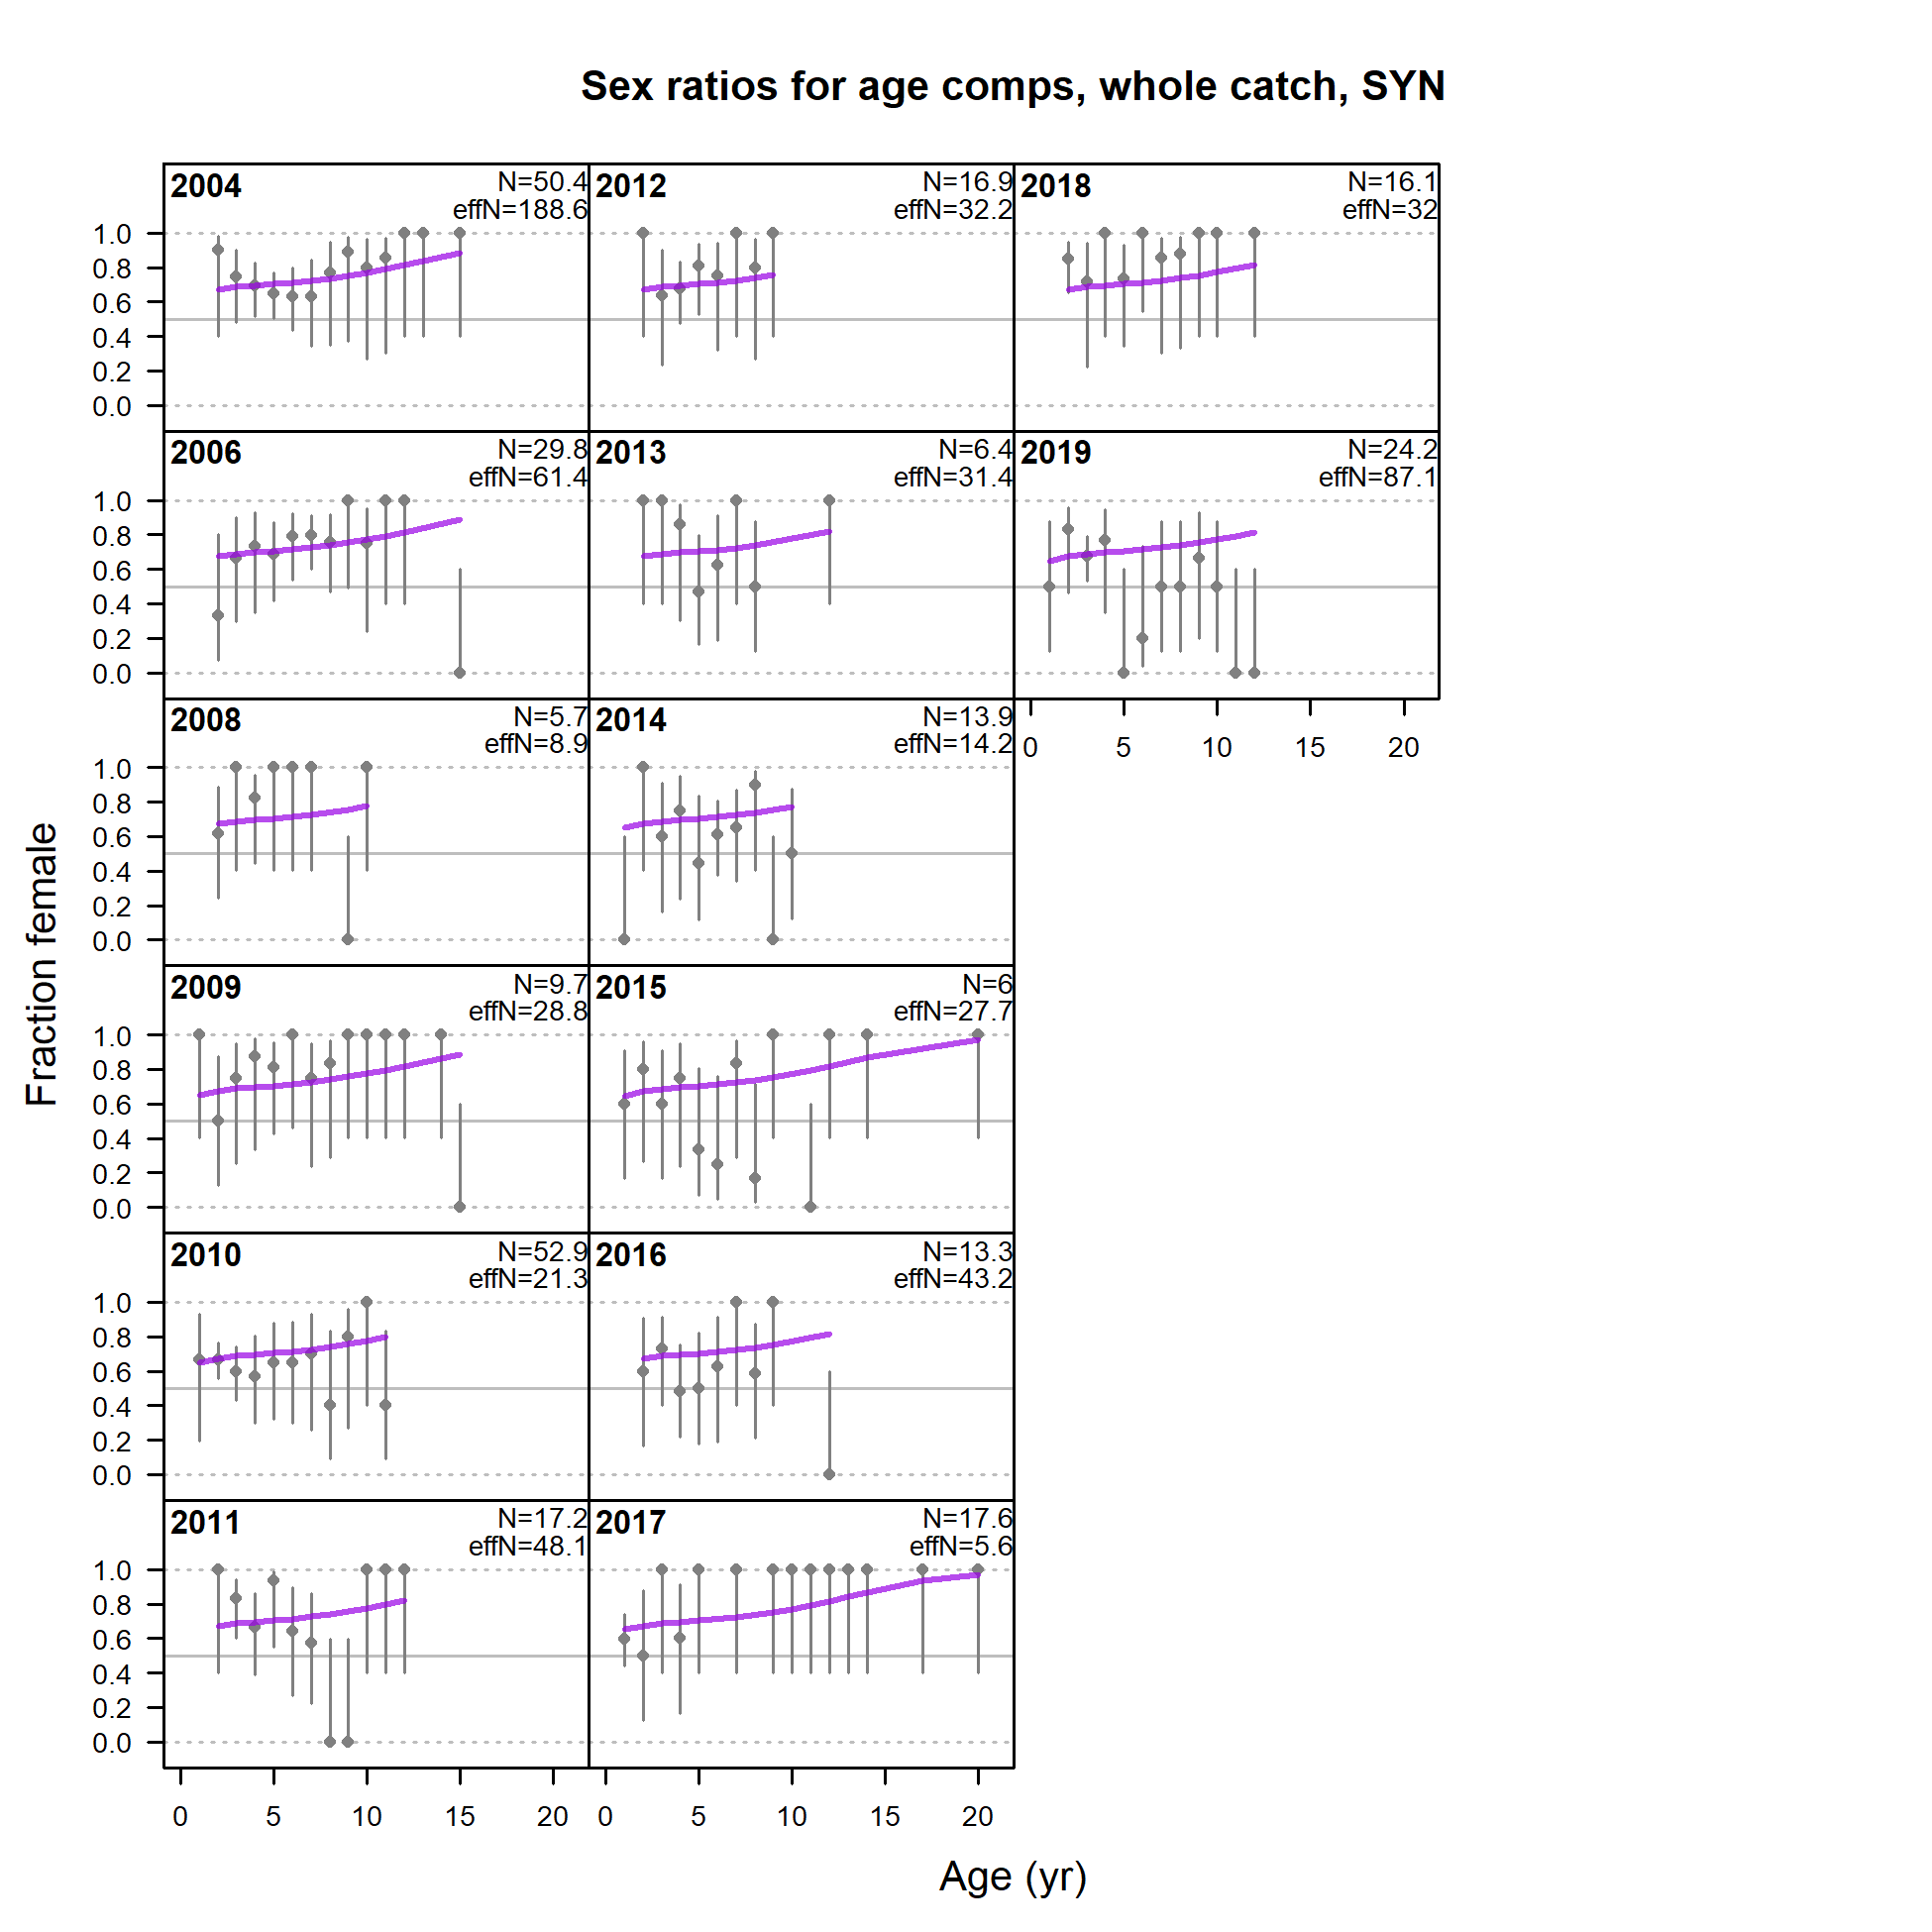 Sex ratios for age comps, whole catch, SYN
2004 N=50.4
effN=188.6
2012 N=16.9
effN=32.2
2018 N=16.1
effN=32
1.0
0.8
0.6
0.4
0.2
0.0
2006 N=29.8
effN=61.4
2013 N=6.4
effN=31.4
2019 N=24.2
effN=87.1
1.0
0.8
0.6
0.4
0.2
0.0
0 5 10 15 20
2008 N=5.7
effN=8.9
2014 N=13.9
effN=14.2
1.0
0.8
0.6
0.4
0.2
0.0
Fraction female
2009 N=9.7
effN=28.8
2015 N=6
effN=27.7
1.0
0.8
0.6
0.4
0.2
0.0
2010 N=52.9
effN=21.3
2016 N=13.3
effN=43.2
1.0
0.8
0.6
0.4
0.2
0.0
2011 N=17.2
effN=48.1
2017 N=17.6
effN=5.6
1.0
0.8
0.6
0.4
0.2
0.0
0 5 10 15 20
0 5 10 15 20
Age (yr)